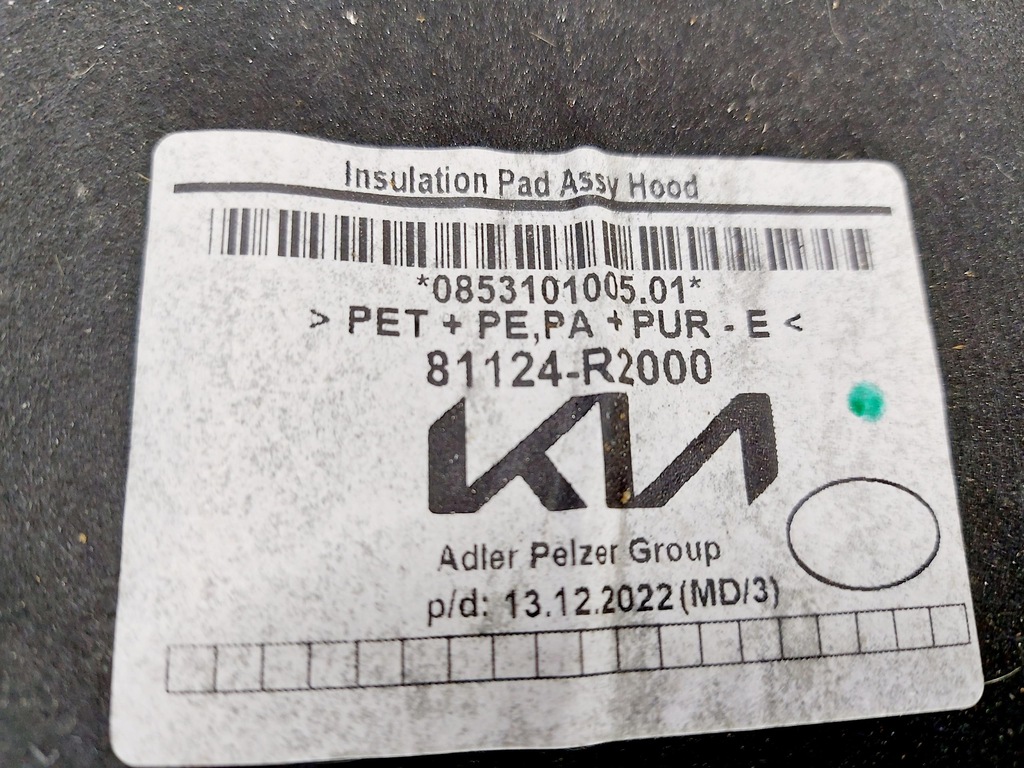 Insulation Pad Assy Hood
*0853101005.01*
> PET + PE,PA + PUR - E <
81124-R2000
KIA
Adler Pelzer Group
p/d: 13.12.2022 (MD/3)